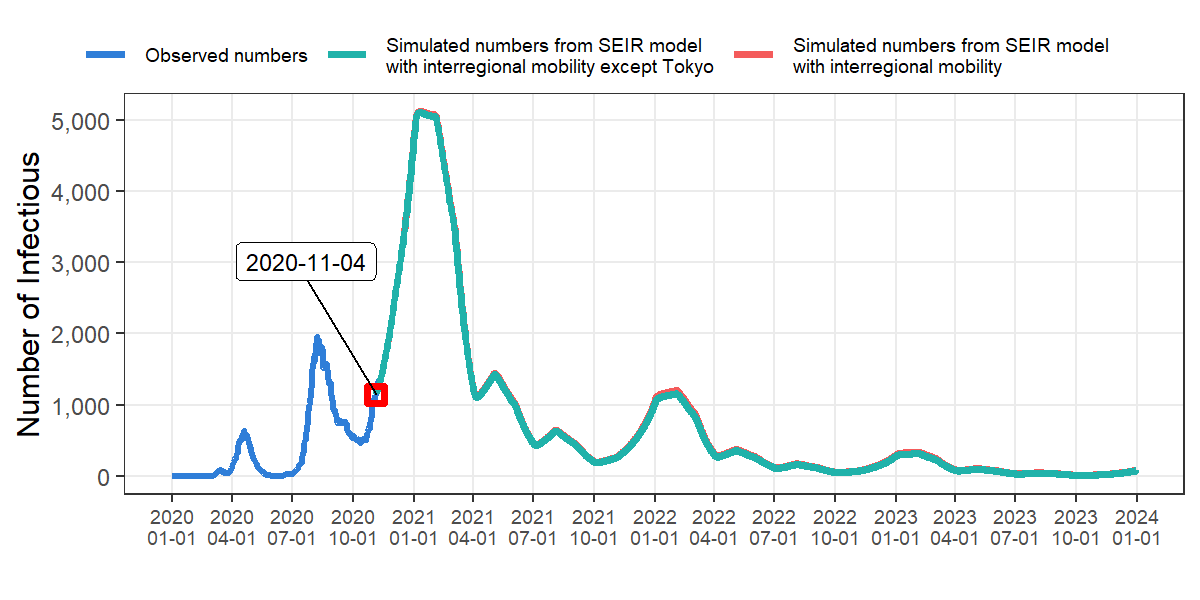 Observed numbers
Simulated numbers from SEIR model
with interregional mobility except Tokyo
Simulated numbers from SEIR model
with interregional mobility
Number of Infectious
5,000
4,000
3,000
2,000
1,000
0
2020-11-04
2020 2020 2020 2020 2021 2021 2021 2021 2022 2022 2022 2022 2023 2023 2023 2023 2024
01-01 04-01 07-01 10-01 01-01 04-01 07-01 10-01 01-01 04-01 07-01 10-01 01-01 04-01 07-01 10-01 01-01